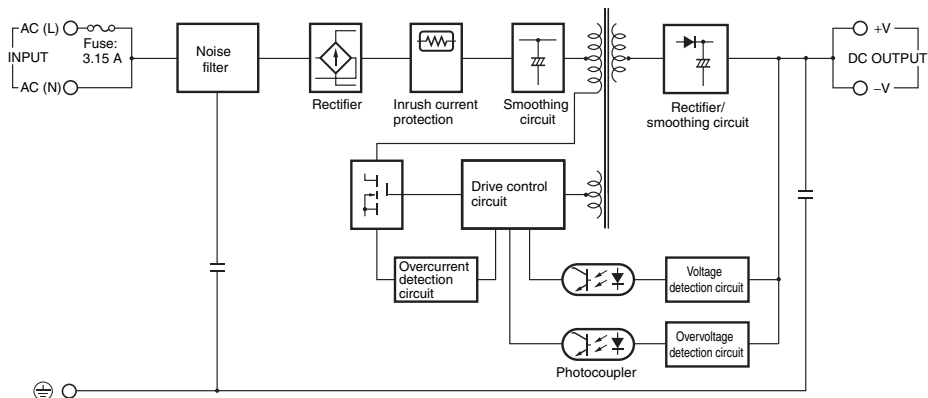 AC (L)
Fuse:
3.15 A
INPUT
AC (N)
Noise
filter
Rectifier
Inrush current
protection
Smoothing
circuit
Rectifier/
smoothing circuit
+V
DC OUTPUT
–V
Drive control
circuit
Overcurrent
detection
circuit
Voltage
detection circuit
Overvoltage
detection circuit
Photocoupler